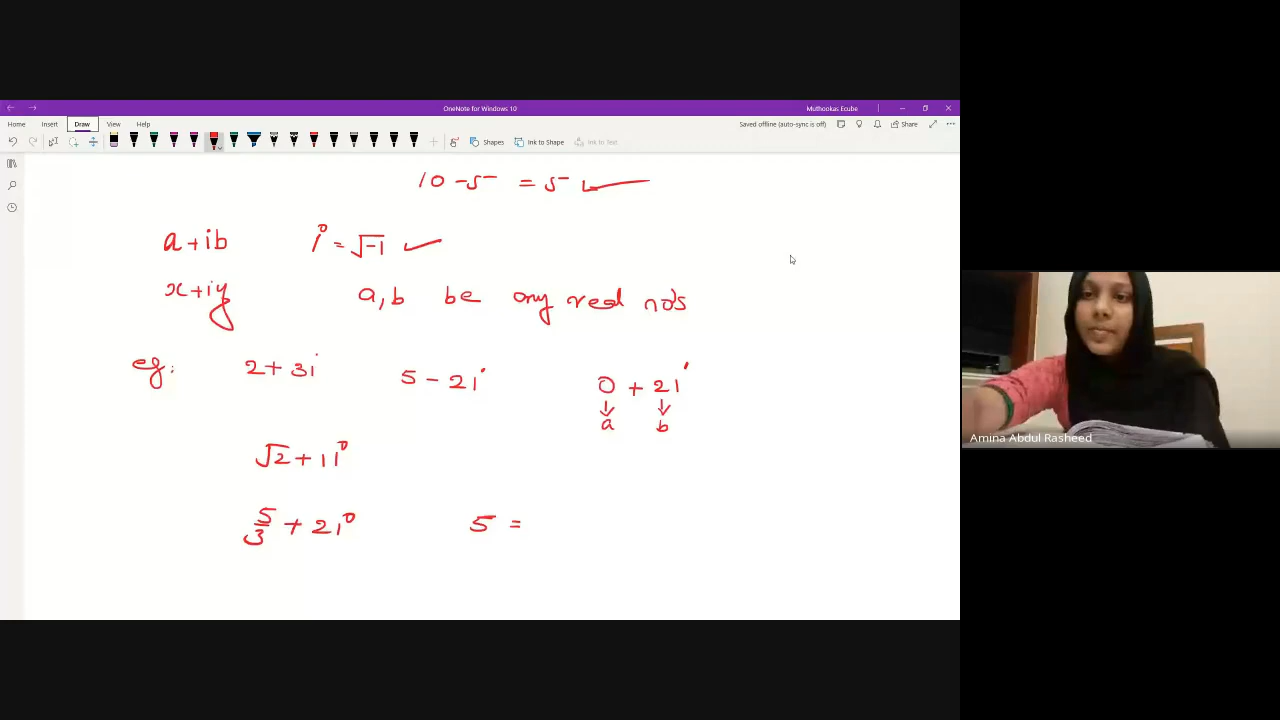 OneNote for Windows 10
Muthookas Ecube
Home Insert Draw View Help
Saved offline (auto-sync is off) Share
Shapes Ink to Shape Ink to Text
10 - 5 = 5
a + ib i = √-1
x + iy a, b be any real no's
eg: 2 + 3i 5 - 2i 0 + 2i
a b
√2 + 1i
5/3 + 2i 5 =
Amina Abdul Rasheed